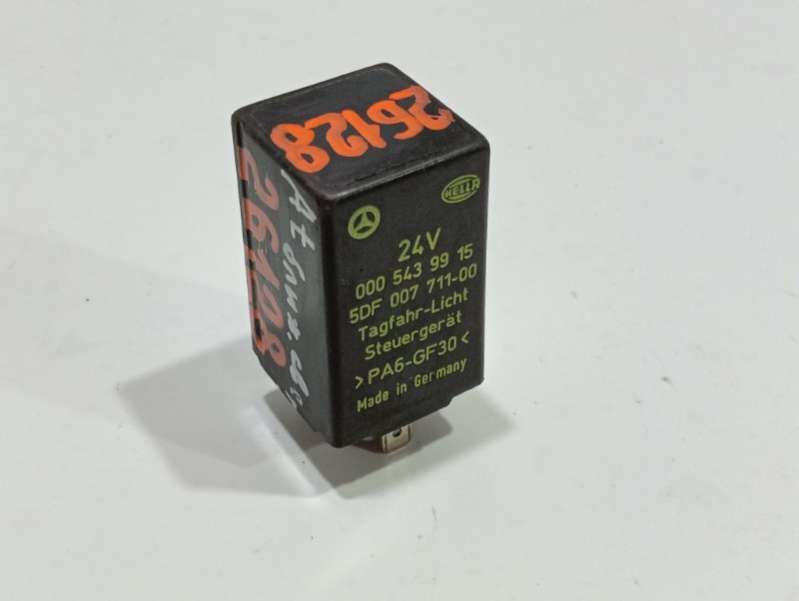 26128
HELLA
24V
000 543 99 15
5DF 007 711-00
Tagfahr-Licht
Steuergerät
>PA6-GF30<
Made in Germany
26128